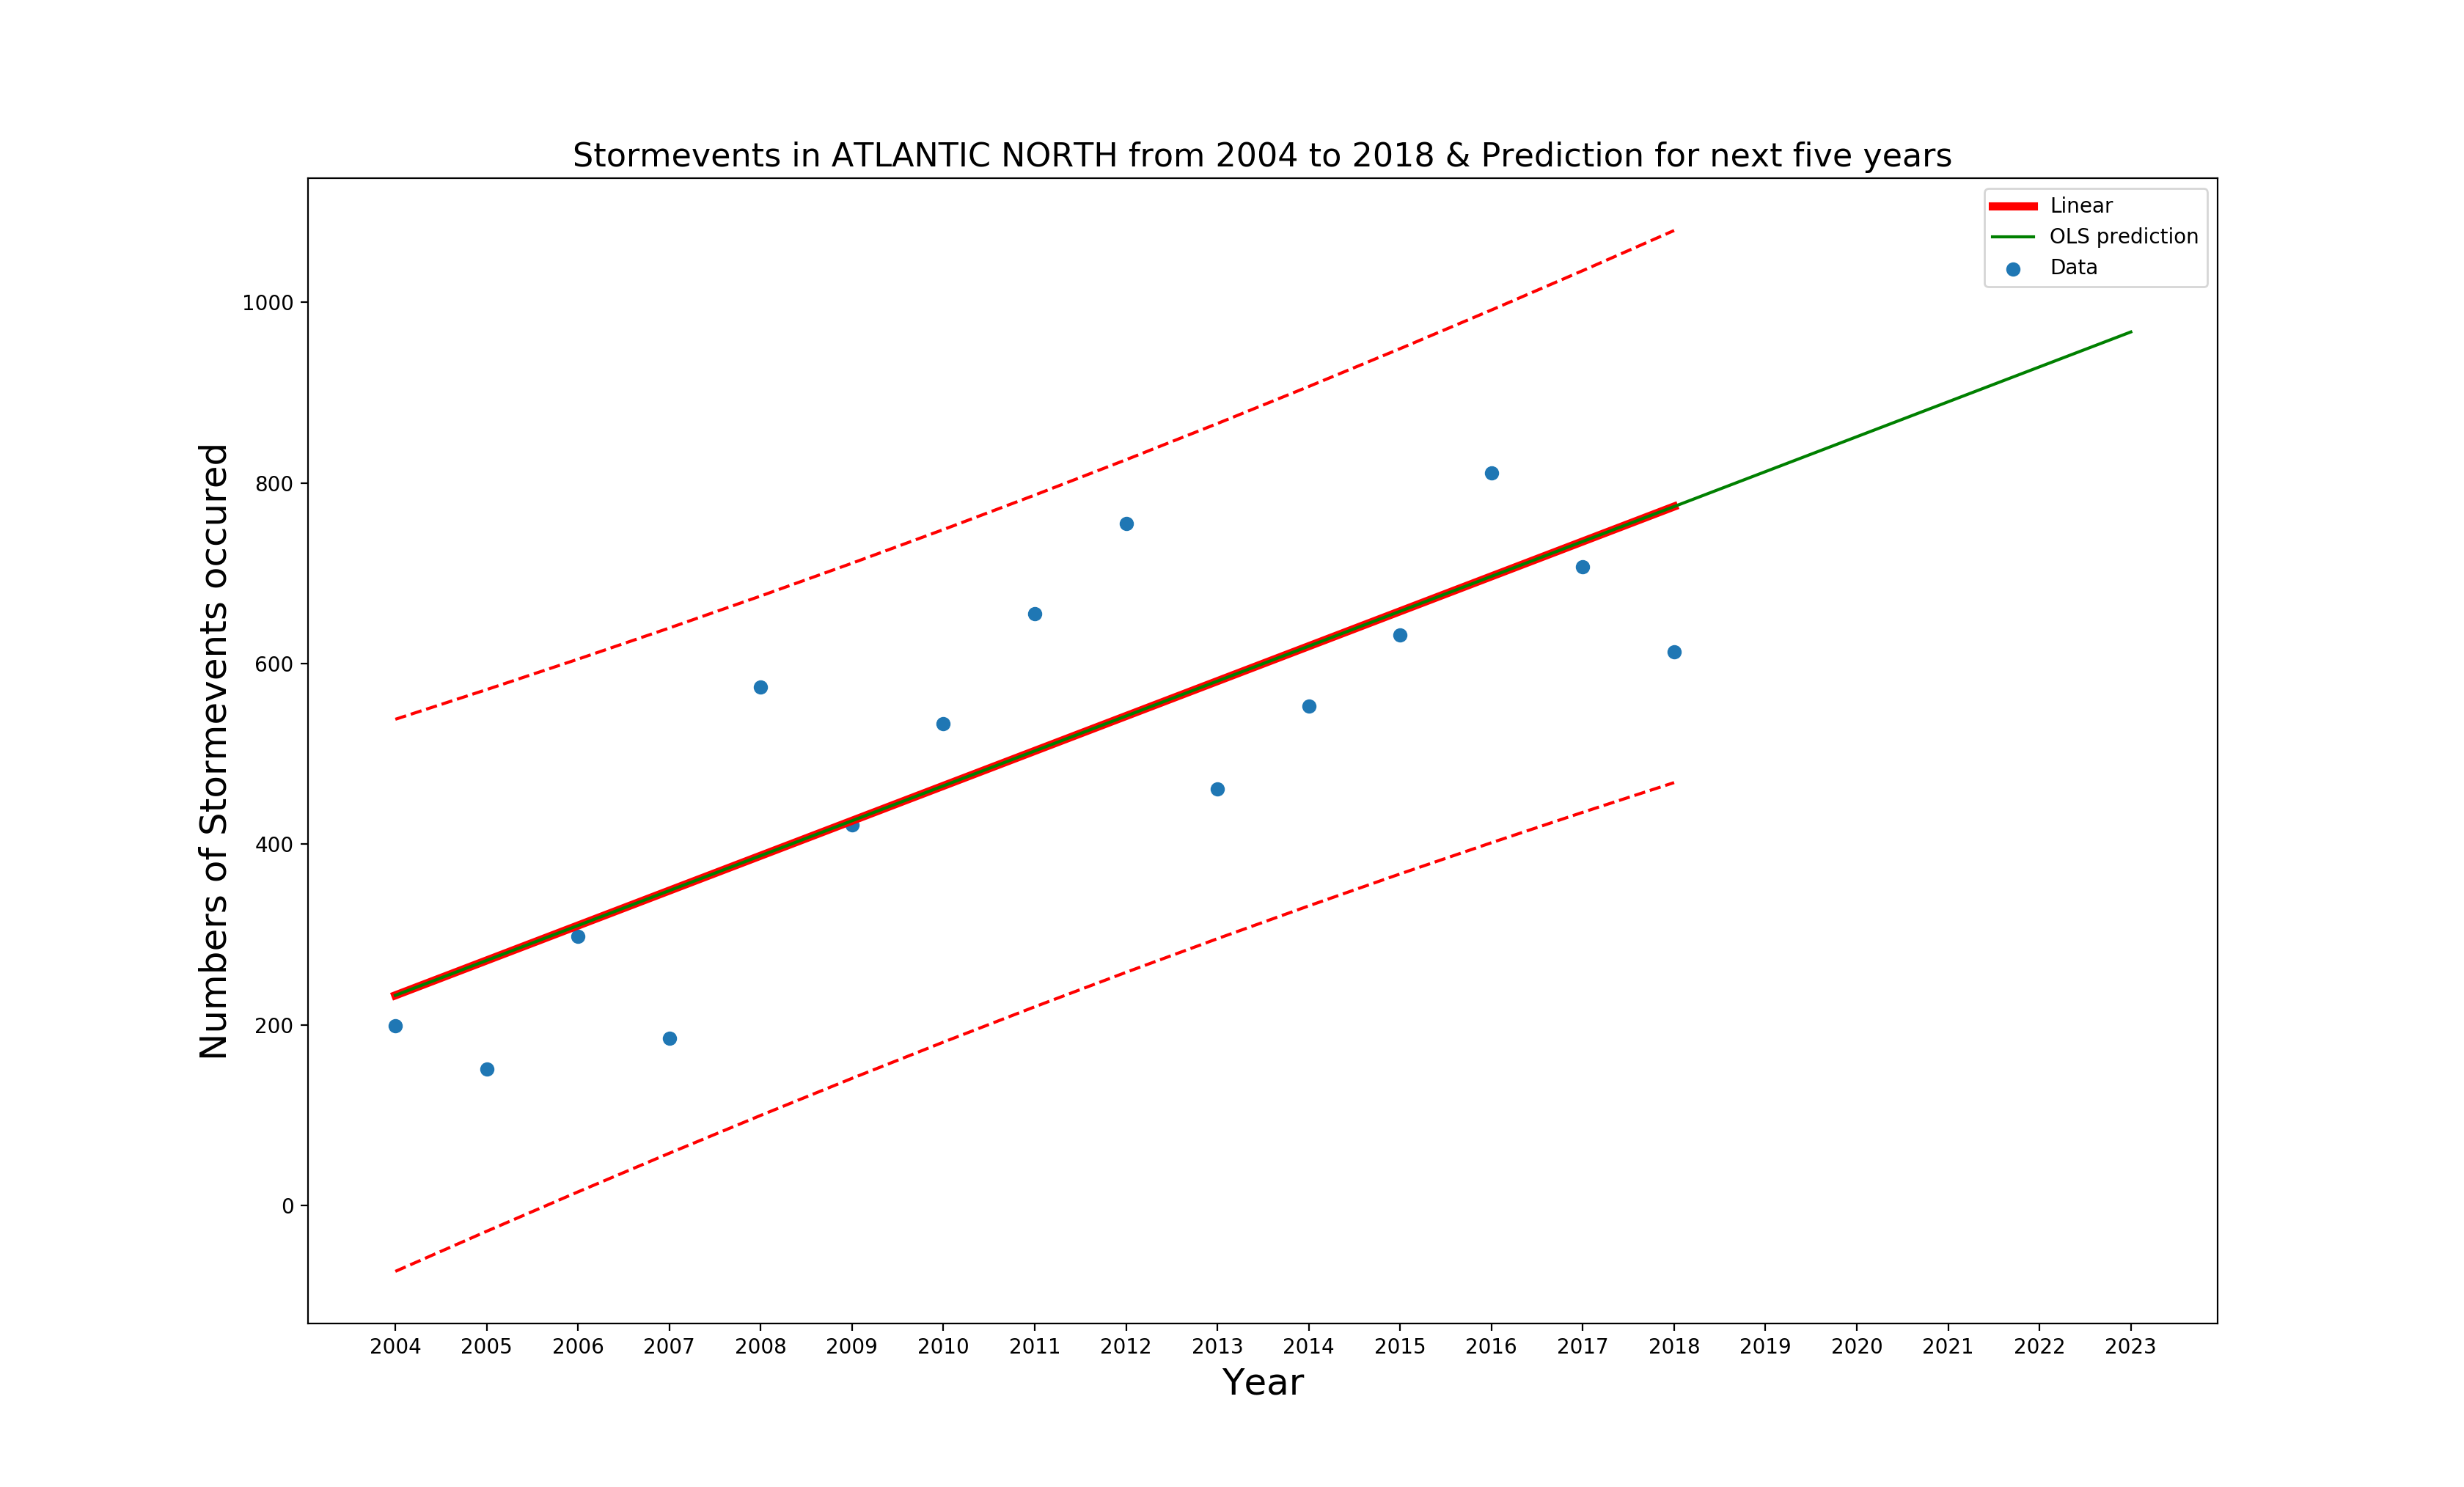 Stormevents in ATLANTIC NORTH from 2004 to 2018 & Prediction for next five years
Linear
OLS prediction
Data
Numbers of Stormevents occured
1000
800
600
400
200
0
2004 2005 2006 2007 2008 2009 2010 2011 2012 2013 2014 2015 2016 2017 2018 2019 2020 2021 2022 2023
Year